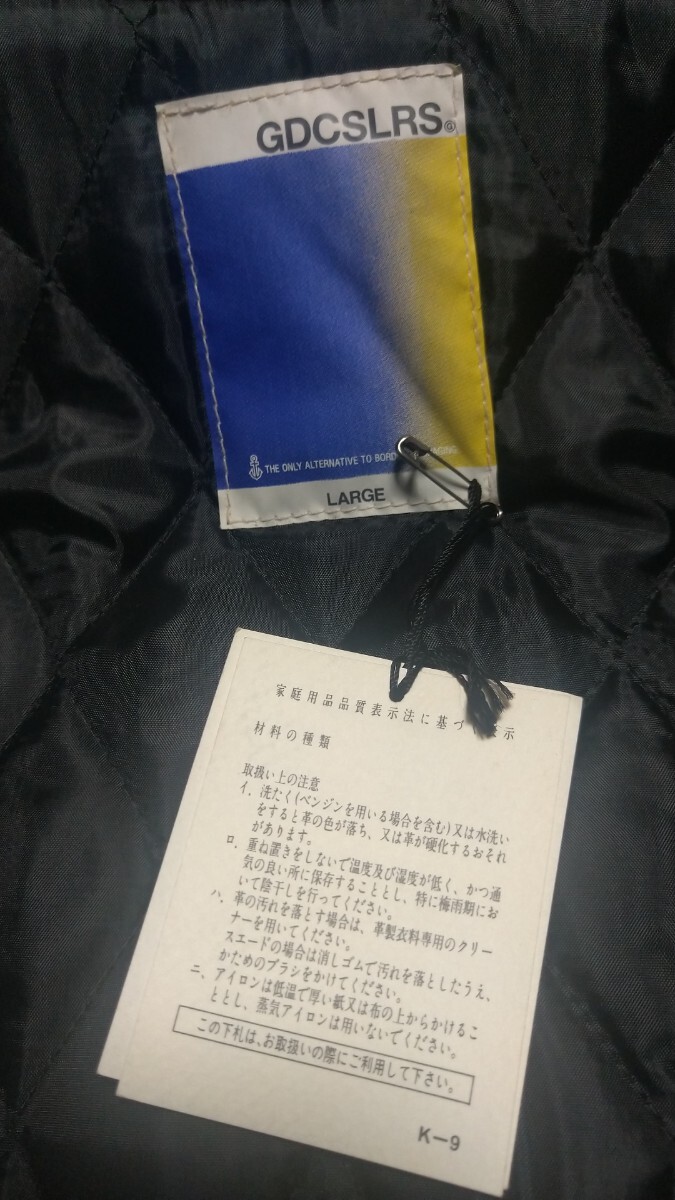 GDCSLRS G
THE ONLY ALTERNATIVE TO BORD AGING
LARGE
家庭用品品質表示法に基づ 示
材料の種類
取扱い上の注意
イ．洗たく(ベンジンを用いる場合を含む)又は水洗い
をすると革の色が落ち、又は革が硬化するおそれ
があります。
ロ．重ね置きをしないで温度及び湿度が低く、かつ通
気の良い所に保存することとし、特に梅雨期にお
いて陰干しを行ってください。
ハ．革の汚れを落とす場合は、革製衣料専用のクリー
ナーを用いてください。
スエードの場合は消しゴムで汚れを落としたうえ、
かためのブラシをかけてください。
ニ．アイロンは低温で厚い紙又は布の上からかけるこ
ととし、蒸気アイロンは用いないでください。
この下札は、お取扱いの際にご利用して下さい。
K－9